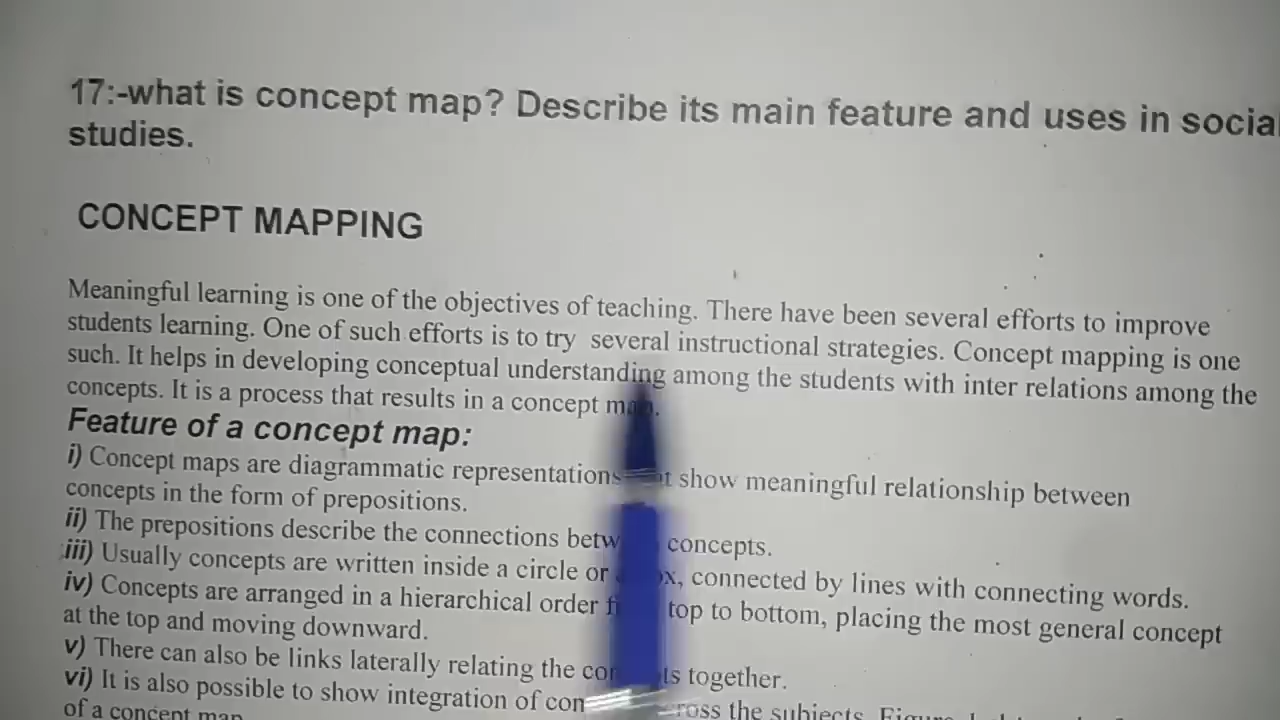 17:-what is concept map? Describe its main feature and uses in social
studies.
CONCEPT MAPPING
Meaningful learning is one of the objectives of teaching. There have been several efforts to improve
students learning. One of such efforts is to try several instructional strategies. Concept mapping is one
such. It helps in developing conceptual understanding among the students with inter relations among the
concepts. It is a process that results in a concept map.
Feature of a concept map:
i) Concept maps are diagrammatic representations show meaningful relationship between
concepts in the form of prepositions.
ii) The prepositions describe the connections concepts.
iii) Usually concepts are written inside a circle or connected by lines with connecting words.
iv) Concepts are arranged in a hierarchical order top to bottom, placing the most general concept
at the top and moving downward.
v) There can also be links laterally relating the together.
vi) It is also possible to show integration of the subjects.
of a concept map